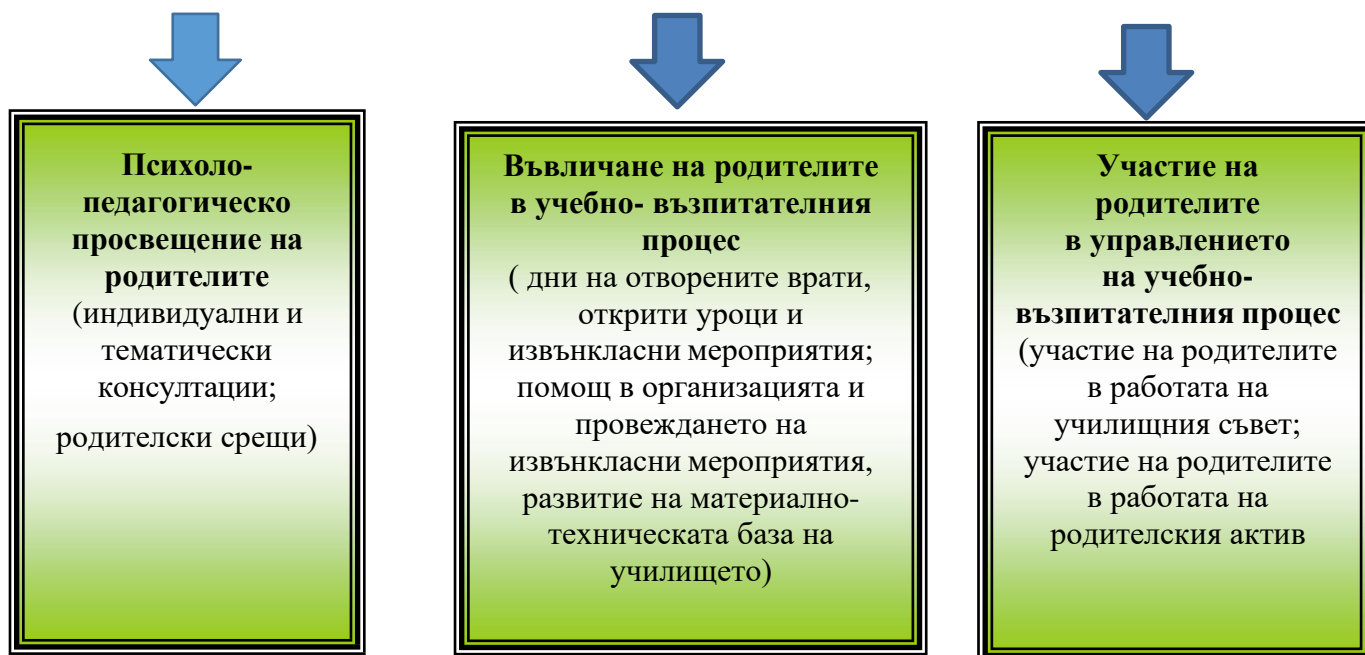 Психоло-
педагогическо
просвещение на
родителите
(индивидуални и
тематически
консултации;
родителски срещи)
Въвличане на родителите
в учебно- възпитателния
процес
( дни на отворените врати,
открити уроци и
извънкласни мероприятия;
помощ в организацията и
провеждането на
извънкласни мероприятия,
развитие на материално-
техническата база на
училището)
Участие на
родителите
в управлението
на учебно-
възпитателния процес
(участие на родителите
в работата на
училищния съвет;
участие на родителите
в работата на
родителския актив